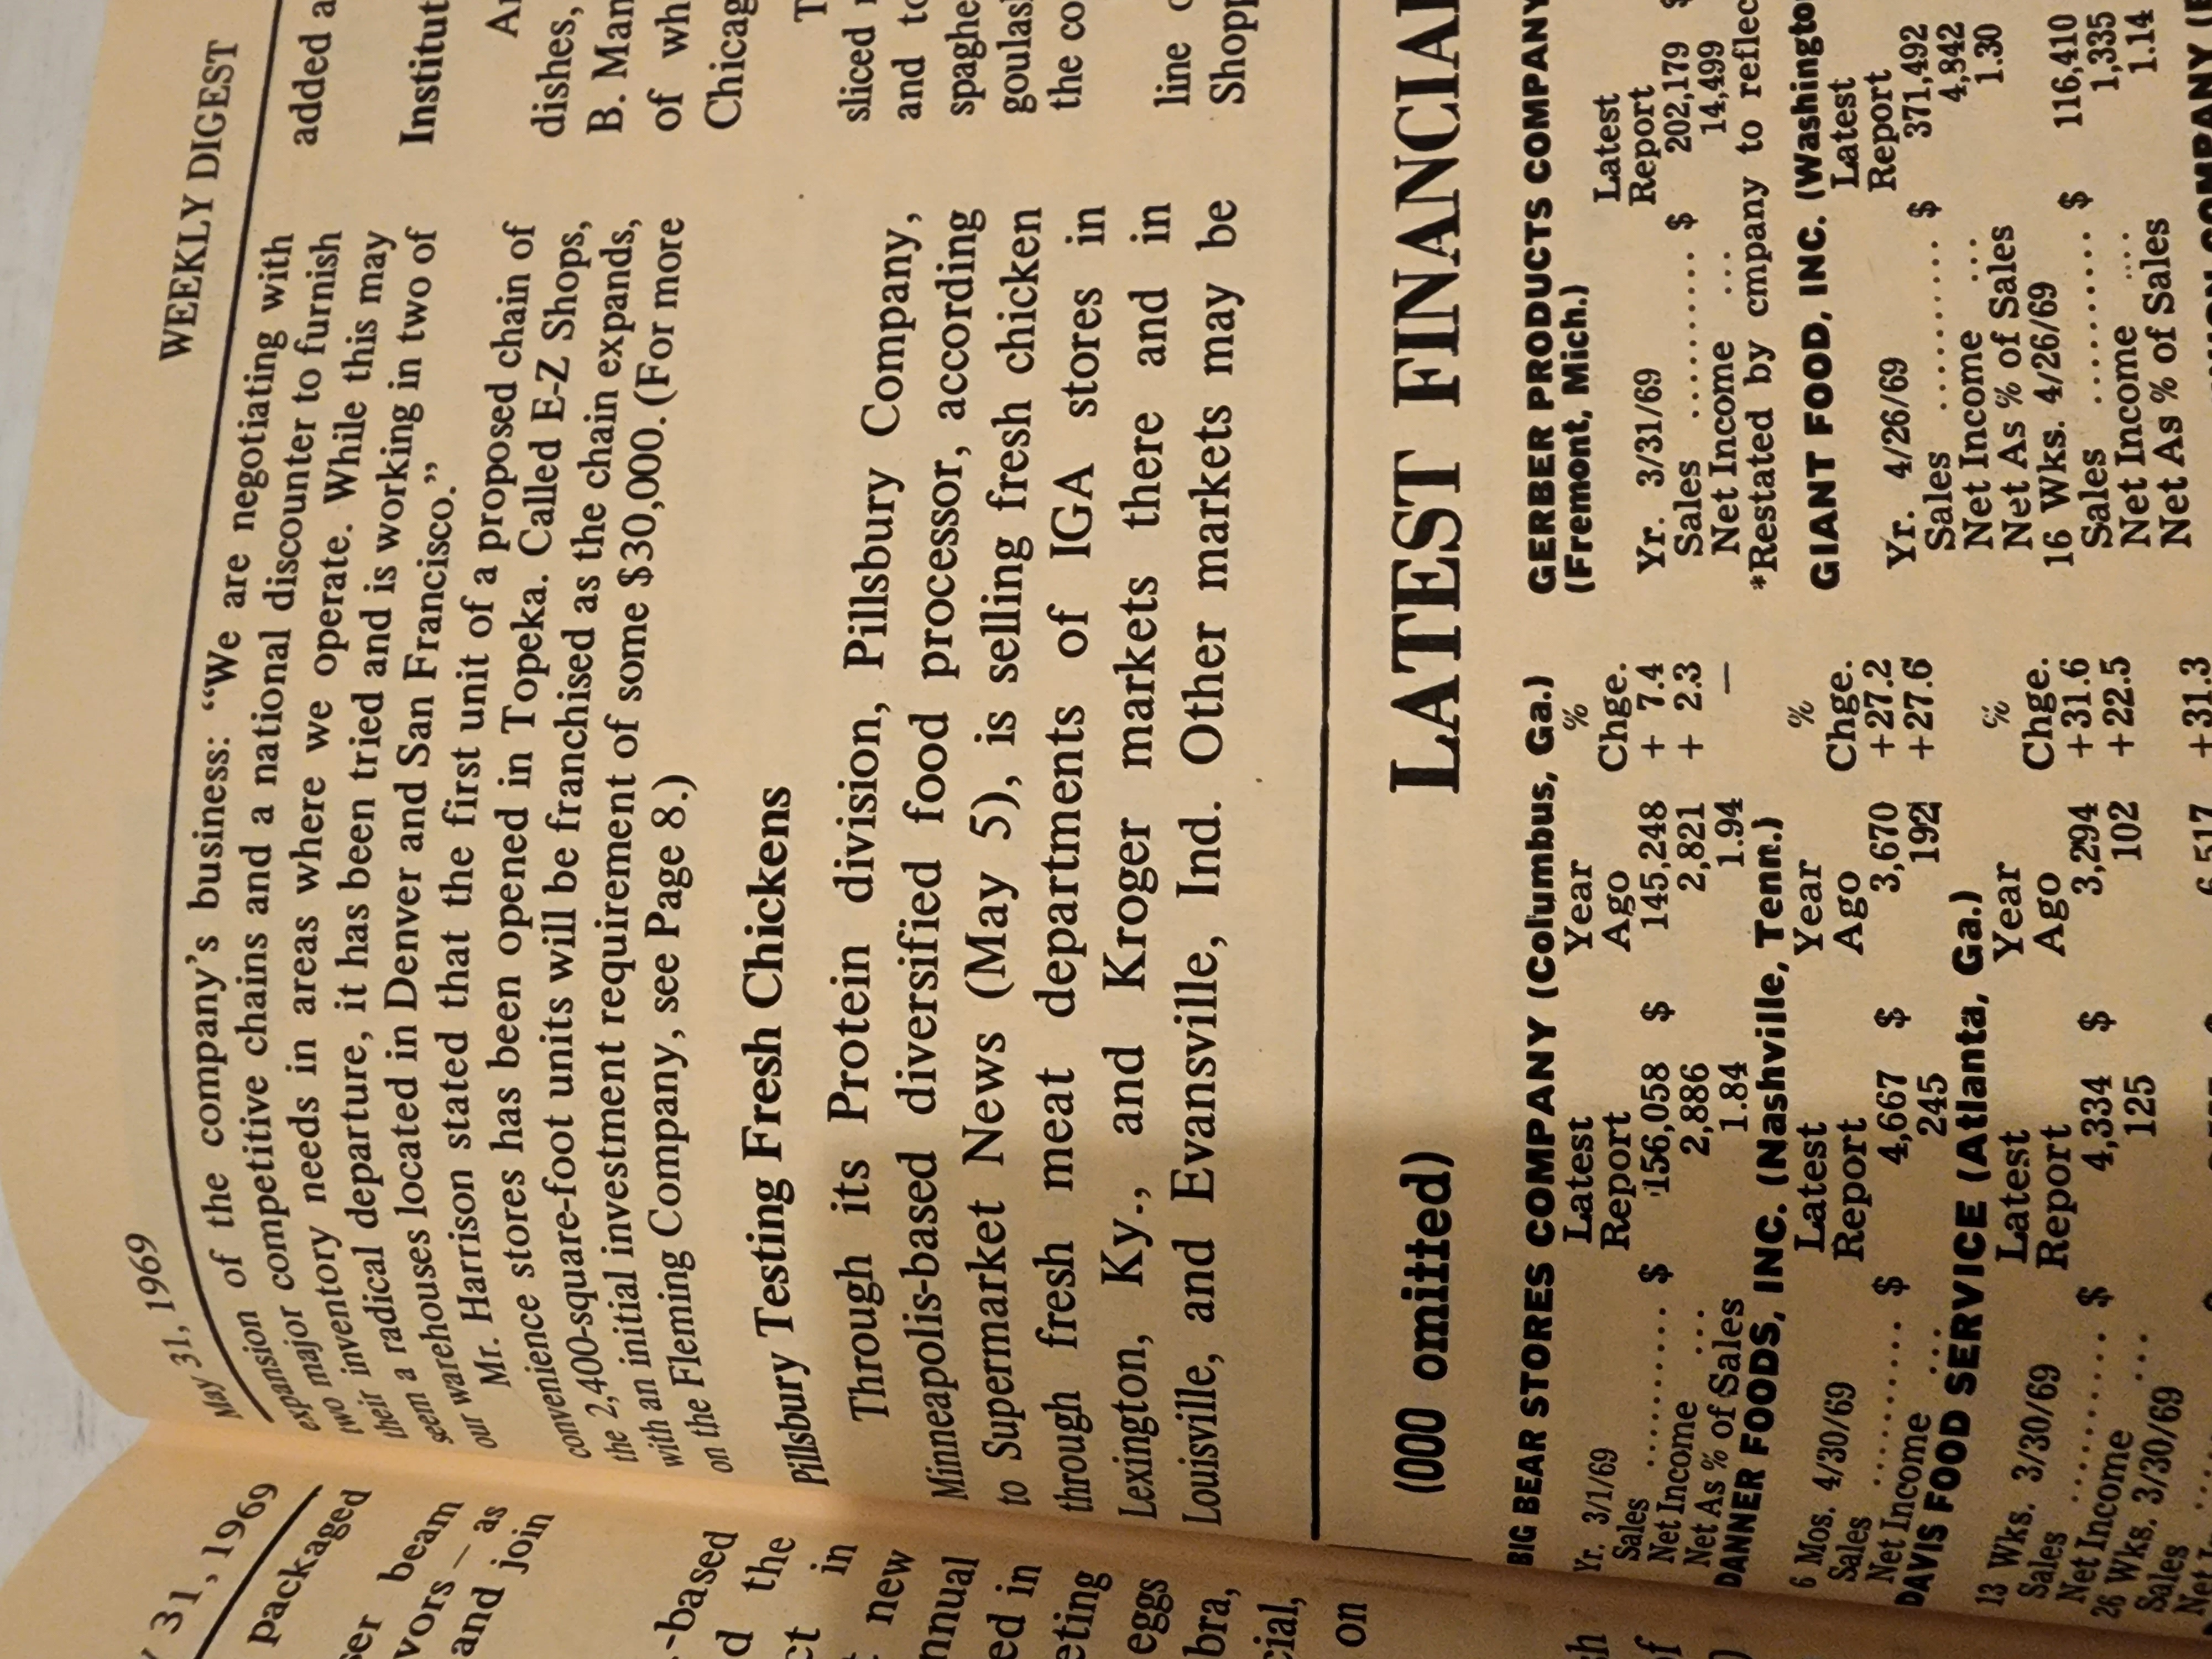 May 31, 1969
WEEKLY DIGEST
May of the company's business: "We are negotiating with
expansion competitive chains and a national discounter to furnish
two major needs in areas where we operate. While this may
their inventory departure, it has been tried and is working in two of
seem a radical located in Denver and San Francisco."
our warehouses
Mr. Harrison stated that the first unit of a proposed chain of
convenience stores has been opened in Topeka. Called E-Z Shops,
the 2,400-square-foot units will be franchised as the chain expands,
with an initial investment requirement of some $30,000. (For more
on the Fleming Company, see Page 8.)
Pillsbury Testing Fresh Chickens
Through its Protein division, Pillsbury Company,
Minneapolis-based diversified food processor, according
to Supermarket News (May 5), is selling fresh chicken
through fresh meat departments of IGA stores in
Lexington, Ky., and Kroger markets there and in
Louisville, and Evansville, Ind. Other markets may be
added a
Institut
dishes,
B. Man
of wh
Chicag
sliced
and to
spaghe
goulas
the co
line
Shopp
(000 omitted)
LATEST FINANCIAL
BIG BEAR STORES COMPANY (Columbus, Ga.)
Latest Year %
Yr. 3/1/69 Report Ago Chge.
Sales .......... $ 156,058 $ 145,248 + 7.4
Net Income ... 2,886 2,821 + 2.3
Net As % of Sales 1.84 1.94 —
DANNER FOODS, INC. (Nashville, Tenn.)
Latest Year %
6 Mos. 4/30/69 Report Ago Chge.
Sales .......... $ 4,667 $ 3,670 +27.2
Net Income ... 245 192 +27.6
DAVIS FOOD SERVICE (Atlanta, Ga.)
Latest Year %
13 Wks. 3/30/69 Report Ago Chge.
Sales .......... $ 4,334 $ 3,294 +31.6
Net Income ... 125 102 +22.5
26 Wks. 3/30/69
Sales 6,517 +31.3
GERBER PRODUCTS COMPANY
(Fremont, Mich.)
Latest
Yr. 3/31/69 Report
Sales .......... $ 202,179 $
Net Income ... 14,499
*Restated by cmpany to reflec
GIANT FOOD, INC. (Washingto
Latest
Yr. 4/26/69 Report
Sales .......... $ 371,492
Net Income ... 4,842
Net As % of Sales 1.30
16 Wks. 4/26/69
Sales .......... $ 116,410
Net Income .... 1,335
Net As % of Sales 1.14
31, 1969
packaged
beam
vors — as
and join
-based
d the
in
new
nnual
ed in
eting
eggs
bra,
cial,
on